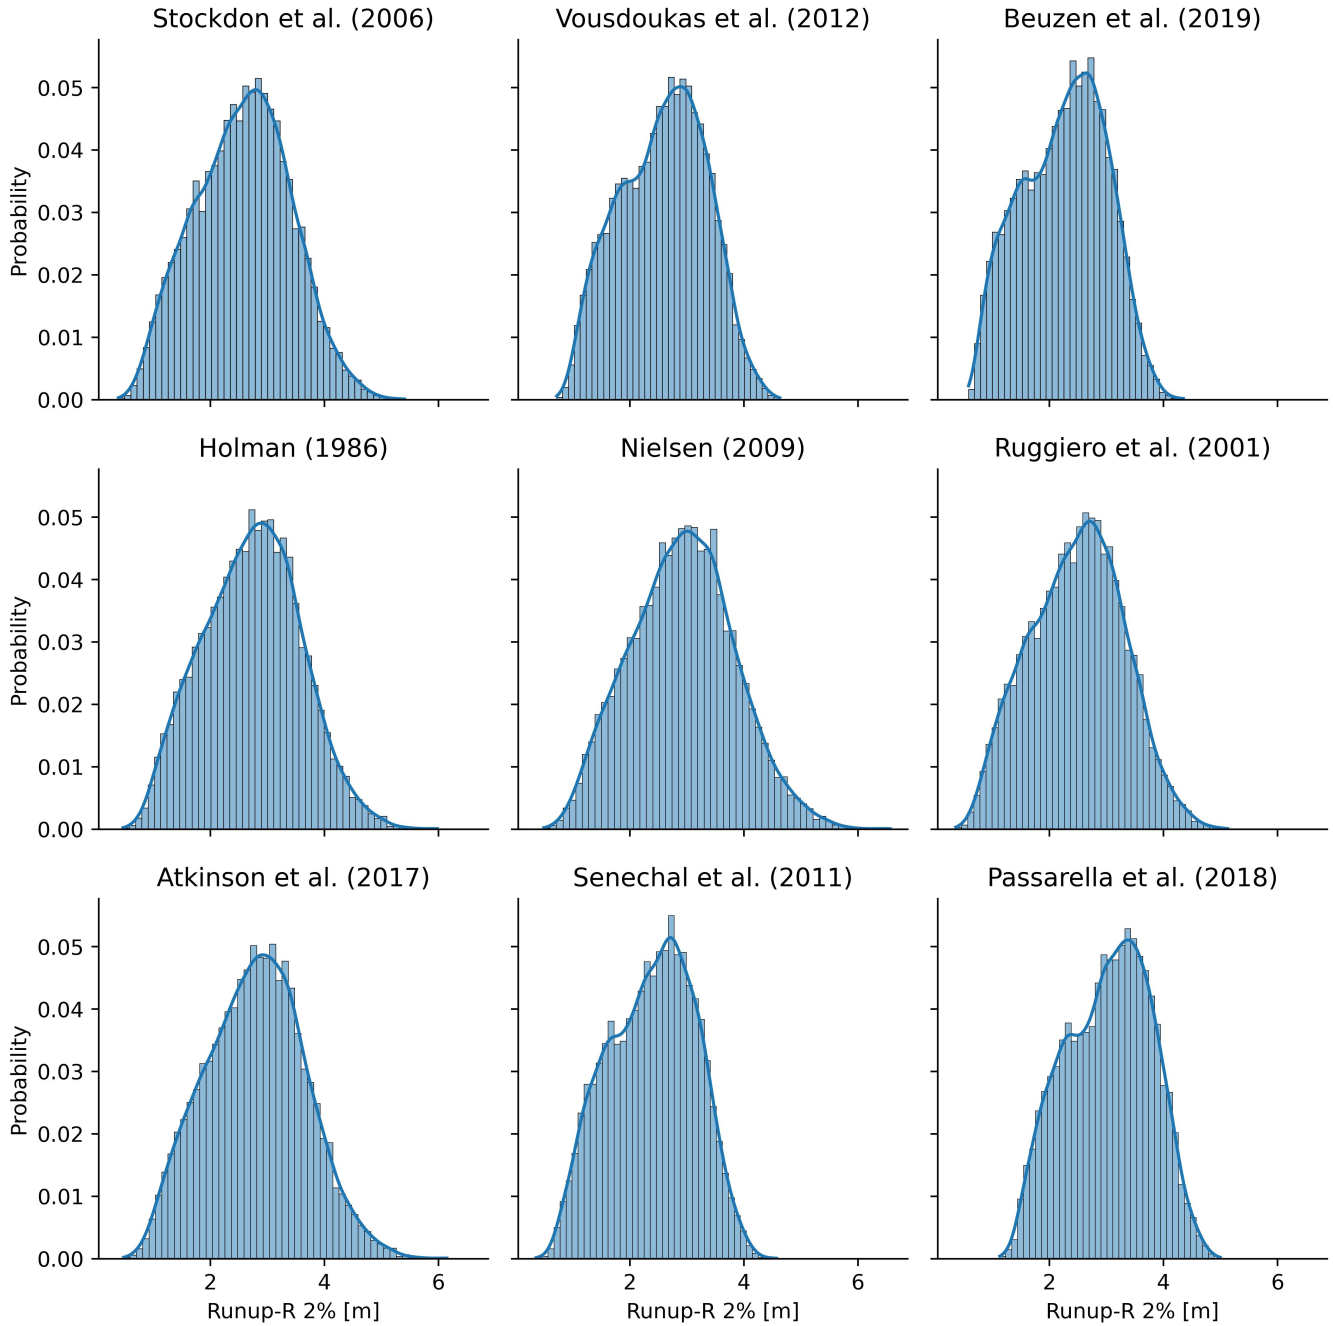 Stockdon et al. (2006)
Vousdoukas et al. (2012)
Beuzen et al. (2019)
Probability
0.05
0.04
0.03
0.02
0.01
0.00
Holman (1986)
Nielsen (2009)
Ruggiero et al. (2001)
Probability
0.05
0.04
0.03
0.02
0.01
0.00
Atkinson et al. (2017)
Senechal et al. (2011)
Passarella et al. (2018)
Probability
0.05
0.04
0.03
0.02
0.01
0.00
2 4 6
2 4 6
2 4 6
Runup-R 2% [m]
Runup-R 2% [m]
Runup-R 2% [m]